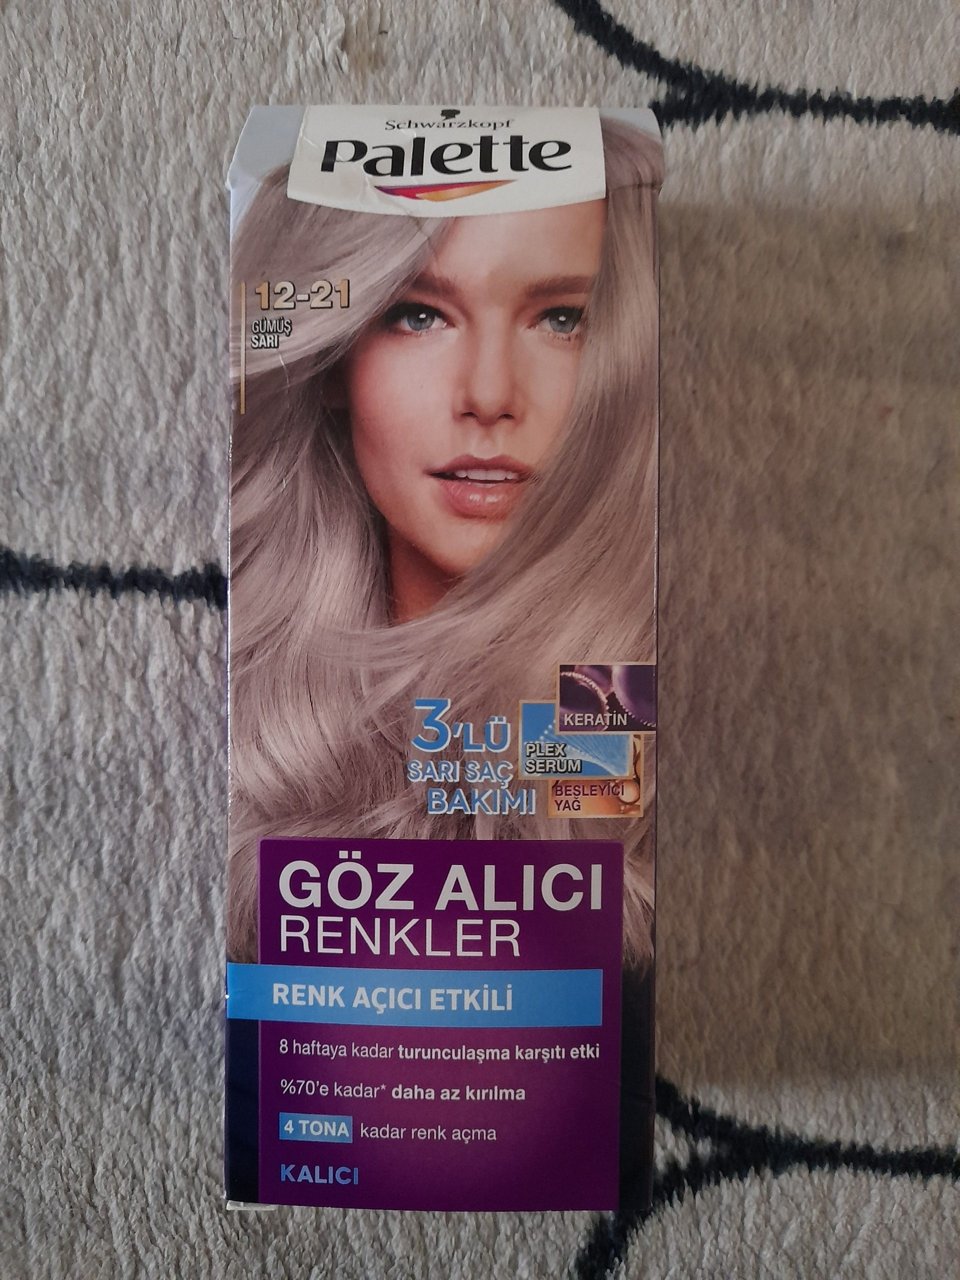 Schwarzkopf
Palette
12-21
GÜMÜŞ
SARI
3'LÜ
SARI SAÇ
BAKIMI
KERATİN
PLEX
SERUM
BESLEYİCİ
YAĞ
GÖZ ALICI
RENKLER
RENK AÇICI ETKİLİ
8 haftaya kadar turunculaşma karşıtı etki
%70'e kadar* daha az kırılma
4 TONA kadar renk açma
KALICI